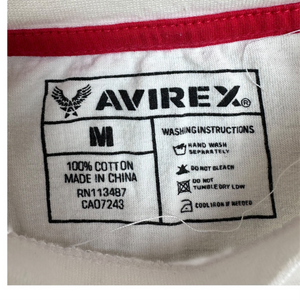 AVIREX®
M
100% COTTON
MADE IN CHINA
RN113487
CA07243
WASHINGINSTRUCTIONS
HAND WASH
SEPARATELY
DO NOT BLEACH
DO NOT
TUMBLE DRY LOW
COOL IRON IF NEEDED